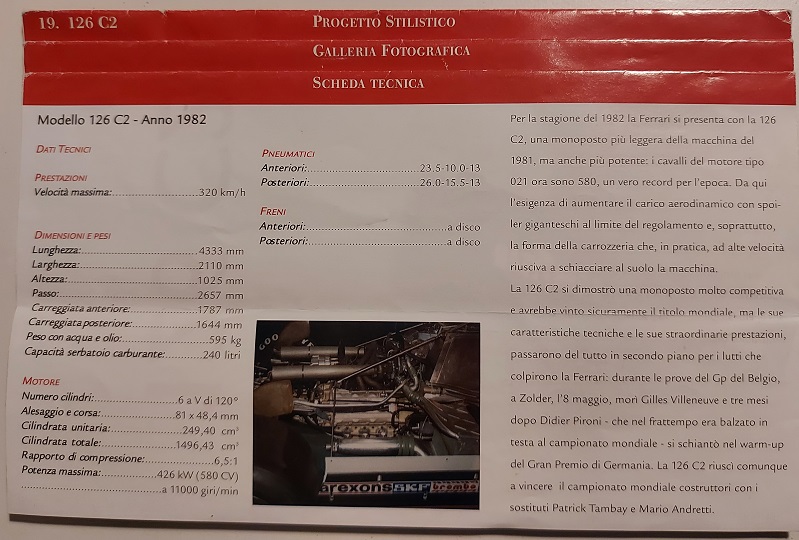 19. 126 C2
PROGETTO STILISTICO
GALLERIA FOTOGRAFICA
SCHEDA TECNICA
Modello 126 C2 - Anno 1982
DATI TECNICI
PRESTAZIONI
Velocità massima:...............................320 km/h
DIMENSIONI E PESI
Lunghezza:...........................................4333 mm
Larghezza:...........................................2110 mm
Altezza:...............................................1025 mm
Passo:..................................................2657 mm
Carreggiata anteriore:..........................1787 mm
Carreggiata posteriore:........................1644 mm
Peso con acqua e olio:..............................595 kg
Capacità serbatoio carburante:...............240 litri
MOTORE
Numero cilindri:...............................6 a V di 120°
Alesaggio e corsa:............................81 x 48,4 mm
Cilindrata unitaria:............................249,40 cm³
Cilindrata totale:..............................1496,43 cm³
Rapporto di compressione:..........................6,5:1
Potenza massima:......................426 kW (580 CV)
.............................................a 11000 giri/min
PNEUMATICI
Anteriori:........................................23.5-10.0-13
Posteriori:.......................................26.0-15.5-13
FRENI
Anteriori:..................................................a disco
Posteriori:.................................................a disco
arexons SKF brembo
Per la stagione del 1982 la Ferrari si presenta con la 126
C2, una monoposto più leggera della macchina del
1981, ma anche più potente: i cavalli del motore tipo
021 ora sono 580, un vero record per l'epoca. Da qui
l'esigenza di aumentare il carico aerodinamico con spoi-
ler giganteschi al limite del regolamento e, soprattutto,
la forma della carrozzeria che, in pratica, ad alte velocità
riusciva a schiacciare al suolo la macchina.
La 126 C2 si dimostrò una monoposto molto competitiva
e avrebbe vinto sicuramente il titolo mondiale, ma le sue
caratteristiche tecniche e le sue straordinarie prestazioni,
passarono del tutto in secondo piano per i lutti che
colpirono la Ferrari: durante le prove del Gp del Belgio,
a Zolder, l'8 maggio, morì Gilles Villeneuve e tre mesi
dopo Didier Pironi - che nel frattempo era balzato in
testa al campionato mondiale - si schiantò nel warm-up
del Gran Premio di Germania. La 126 C2 riuscì comunque
a vincere il campionato mondiale costruttori con i
sostituti Patrick Tambay e Mario Andretti.